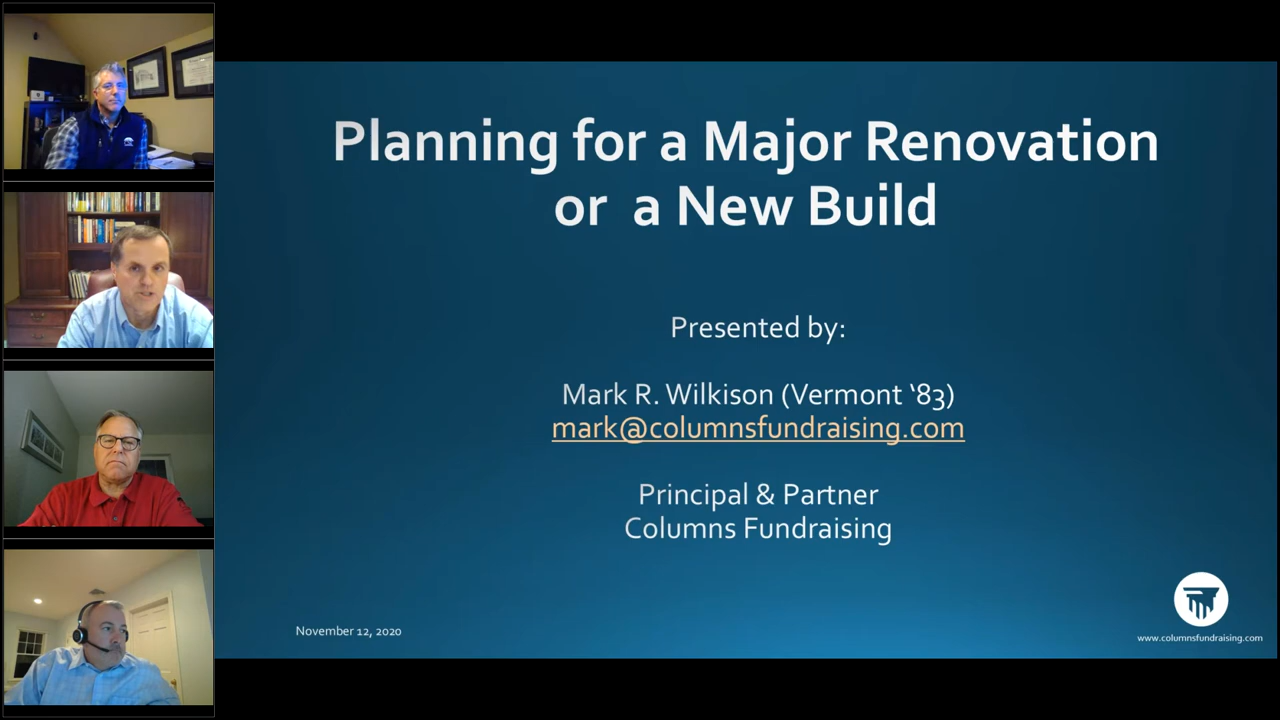 Planning for a Major Renovation
or a New Build
Presented by:
Mark R. Wilkison (Vermont ‘83)
mark@columnsfundraising.com
Principal & Partner
Columns Fundraising
November 12, 2020
www.columnsfundraising.com